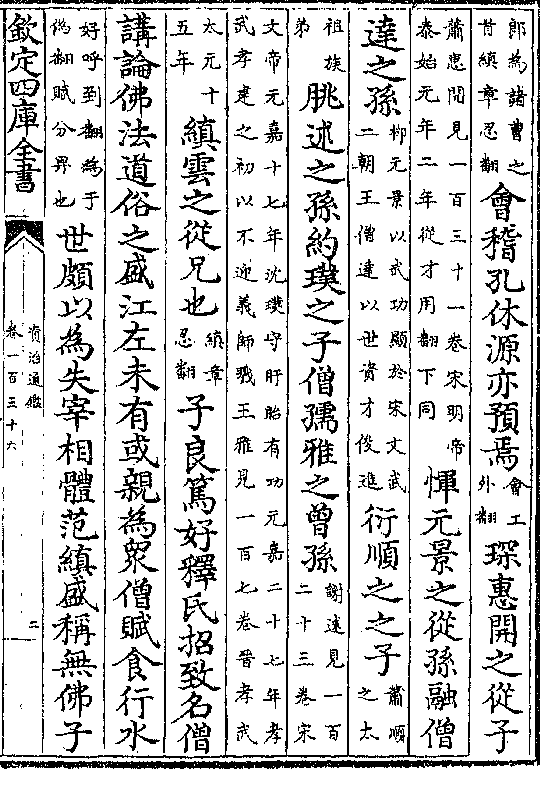 郎為諸曹之首縝章忍翻會稽孔休源亦預焉會工外翻琛惠開之從子
蕭惠開見一百三十一卷宋明帝泰始元年二年從才用翻下同惲元景之從孫融僧
達之孫柳元景以武功顯於宋文武二朝王僧達以世資才俊進衍順之之子蕭順之太
祖族弟朓述之孫約璞之子僧孺雅之曾孫謝述見一百二十三卷宋
文帝元嘉十七年沈璞守盱眙有功元嘉二十七年孝武孝建之初以不迎義師戮王雅見一百七卷晉孝武
太元十五年縝雲之從兄也縝章忍翻子良篤好釋氏招致名僧
講論佛法道俗之盛江左未有或親為衆僧賦食行水
好呼到翻為于偽翻賦分畀也世頗以為失宰相體范縝盛稱無佛子
欽定四庫全書
資治通鑑
卷一百三十六
二